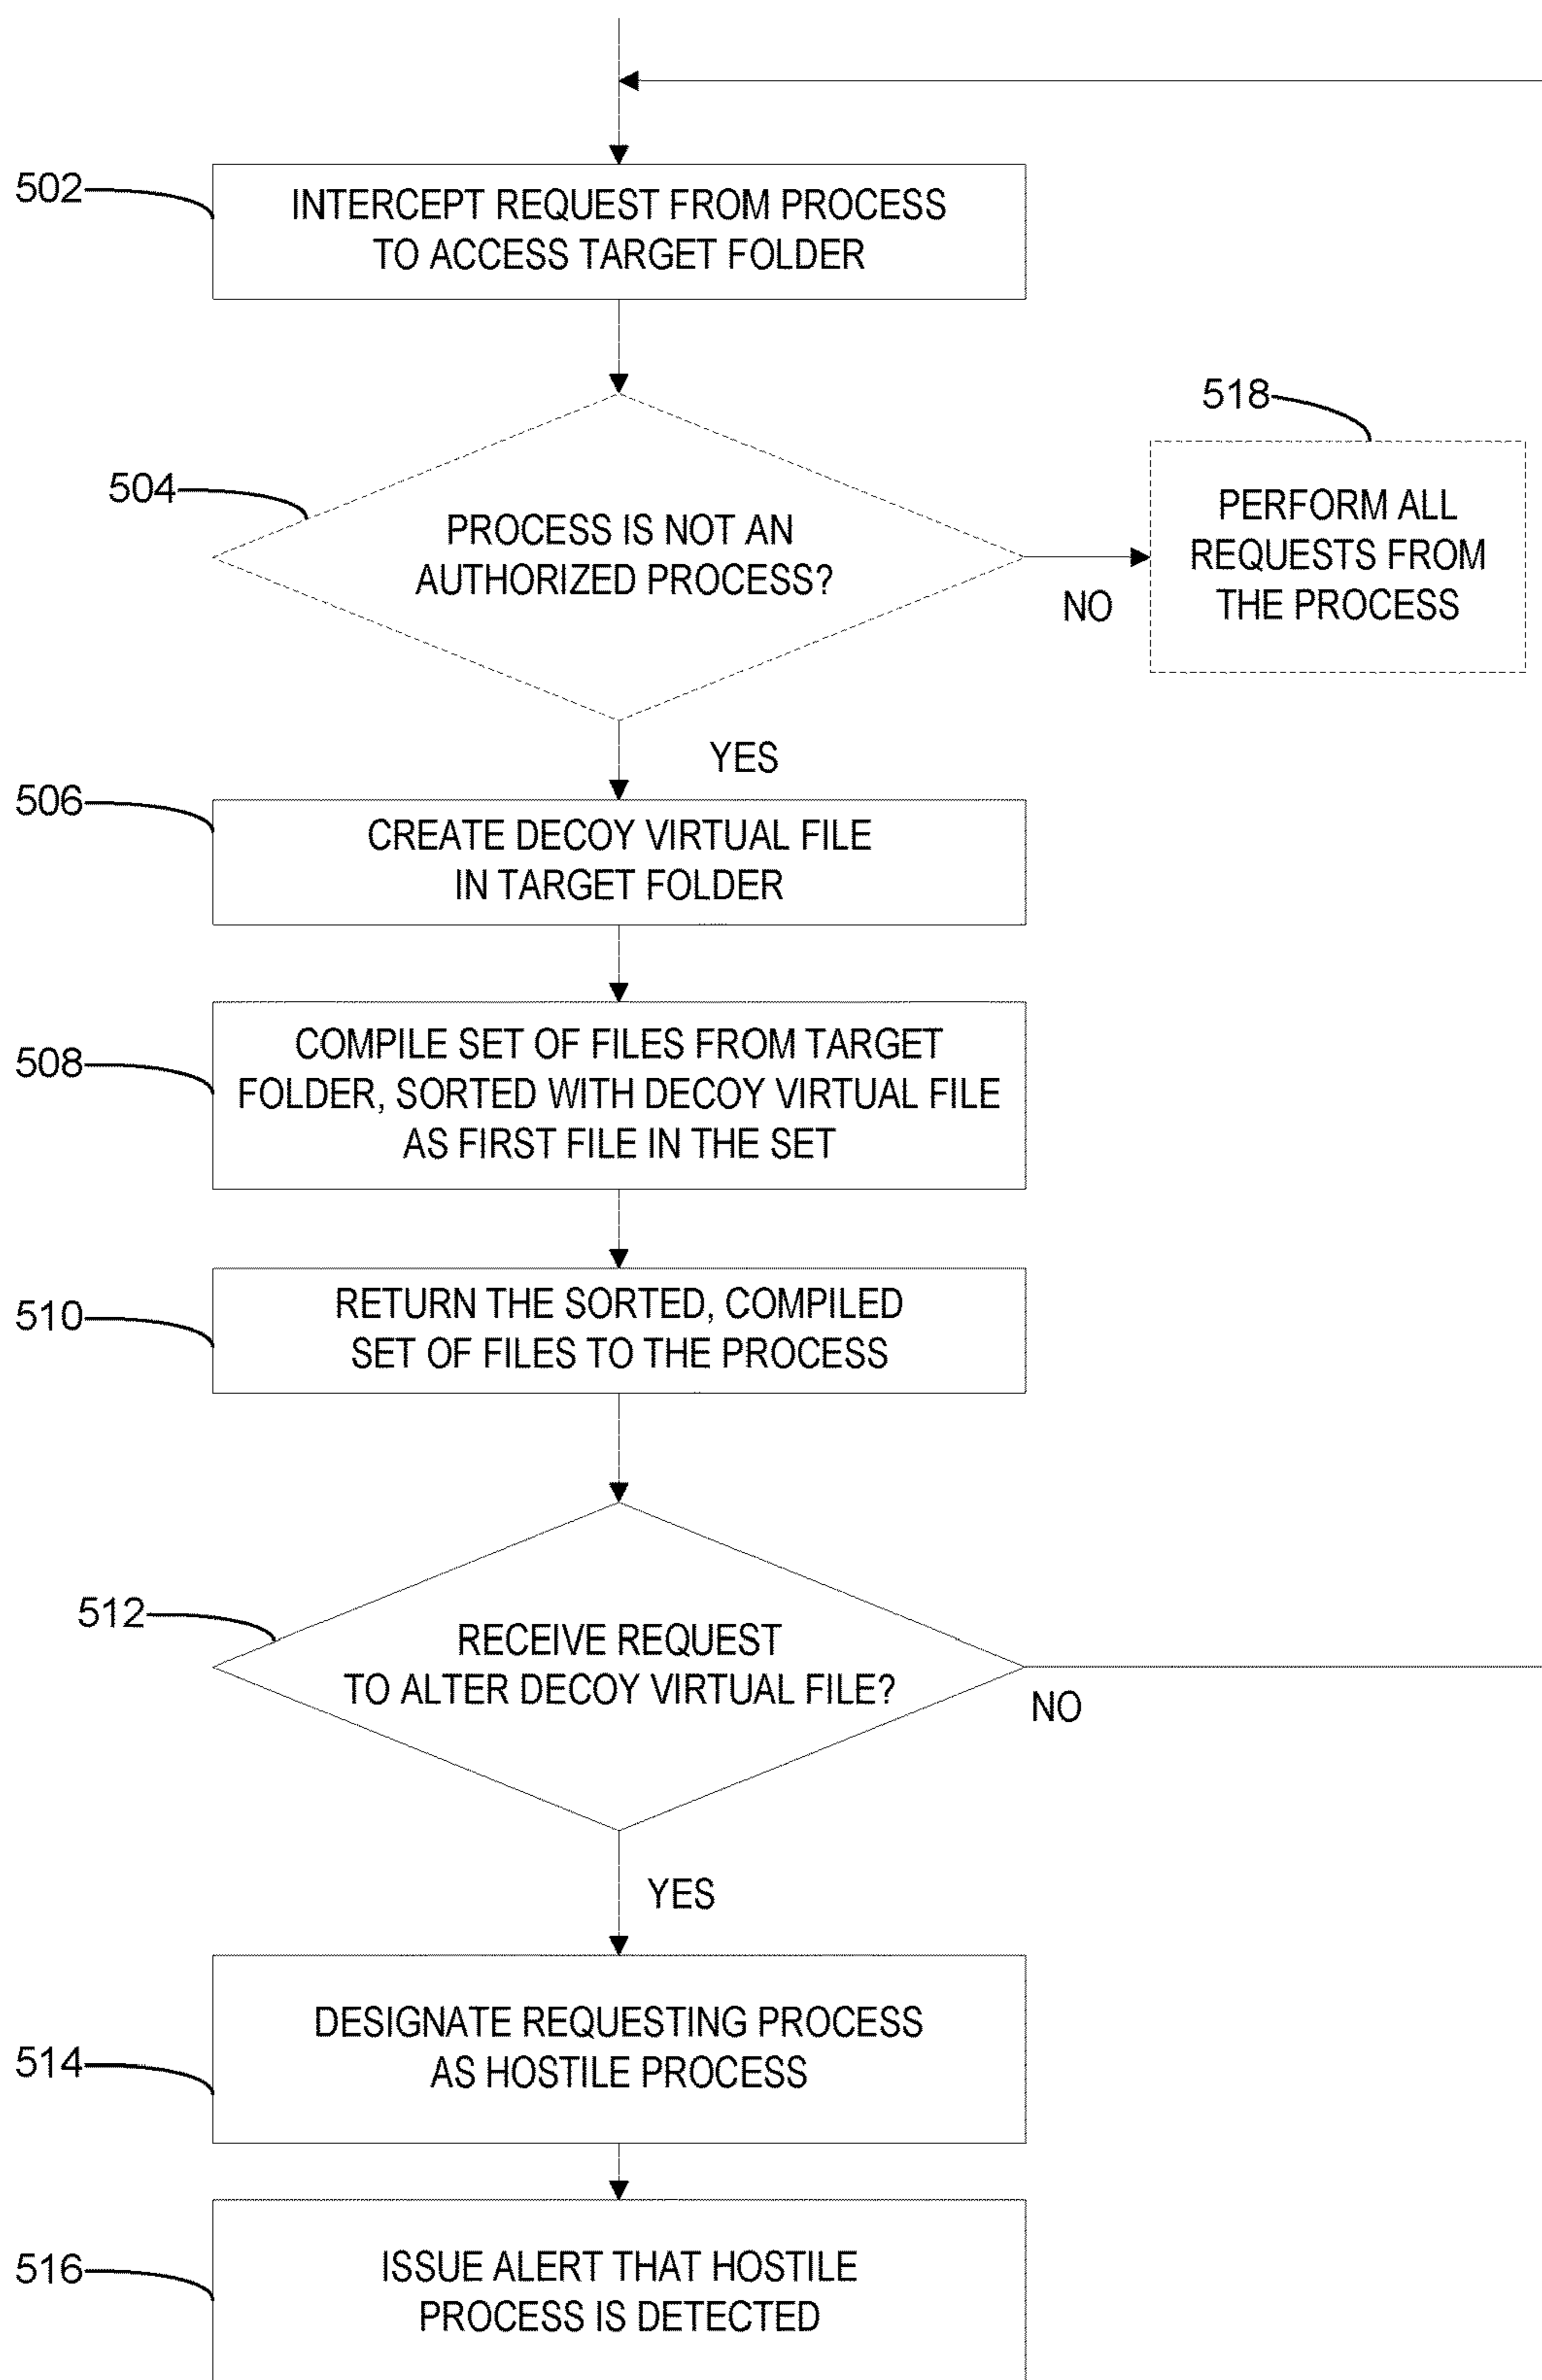 502
INTERCEPT REQUEST FROM PROCESS
TO ACCESS TARGET FOLDER
518
504
PROCESS IS NOT AN
AUTHORIZED PROCESS?
NO
PERFORM ALL
REQUESTS FROM
THE PROCESS
YES
506
CREATE DECOY VIRTUAL FILE
IN TARGET FOLDER
508
COMPILE SET OF FILES FROM TARGET
FOLDER, SORTED WITH DECOY VIRTUAL FILE
AS FIRST FILE IN THE SET
510
RETURN THE SORTED, COMPILED
SET OF FILES TO THE PROCESS
512
RECEIVE REQUEST
TO ALTER DECOY VIRTUAL FILE?
NO
YES
514
DESIGNATE REQUESTING PROCESS
AS HOSTILE PROCESS
516
ISSUE ALERT THAT HOSTILE
PROCESS IS DETECTED